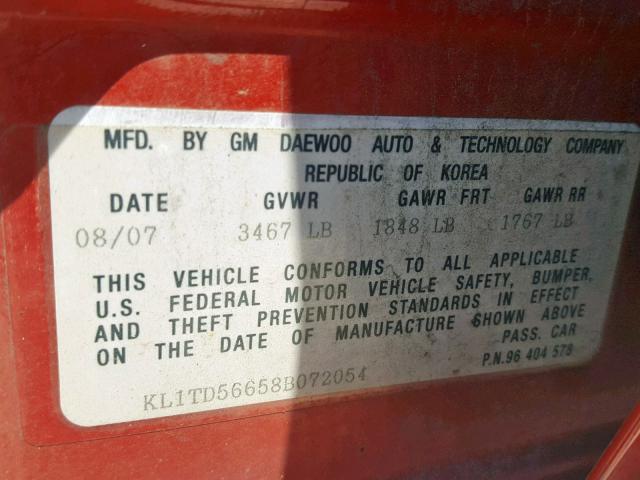 MFD. BY GM DAEWOO AUTO & TECHNOLOGY COMPANY
REPUBLIC OF KOREA
DATE GVWR GAWR FRT GAWR RR
08/07 3467 LB 1848 LB 1767 LB
THIS VEHICLE CONFORMS TO ALL APPLICABLE
U.S. FEDERAL MOTOR VEHICLE SAFETY, BUMPER,
AND THEFT PREVENTION STANDARDS IN EFFECT
ON THE DATE OF MANUFACTURE SHOWN ABOVE
PASS. CAR
P.N.96 404 578
KL1TD56658B072054